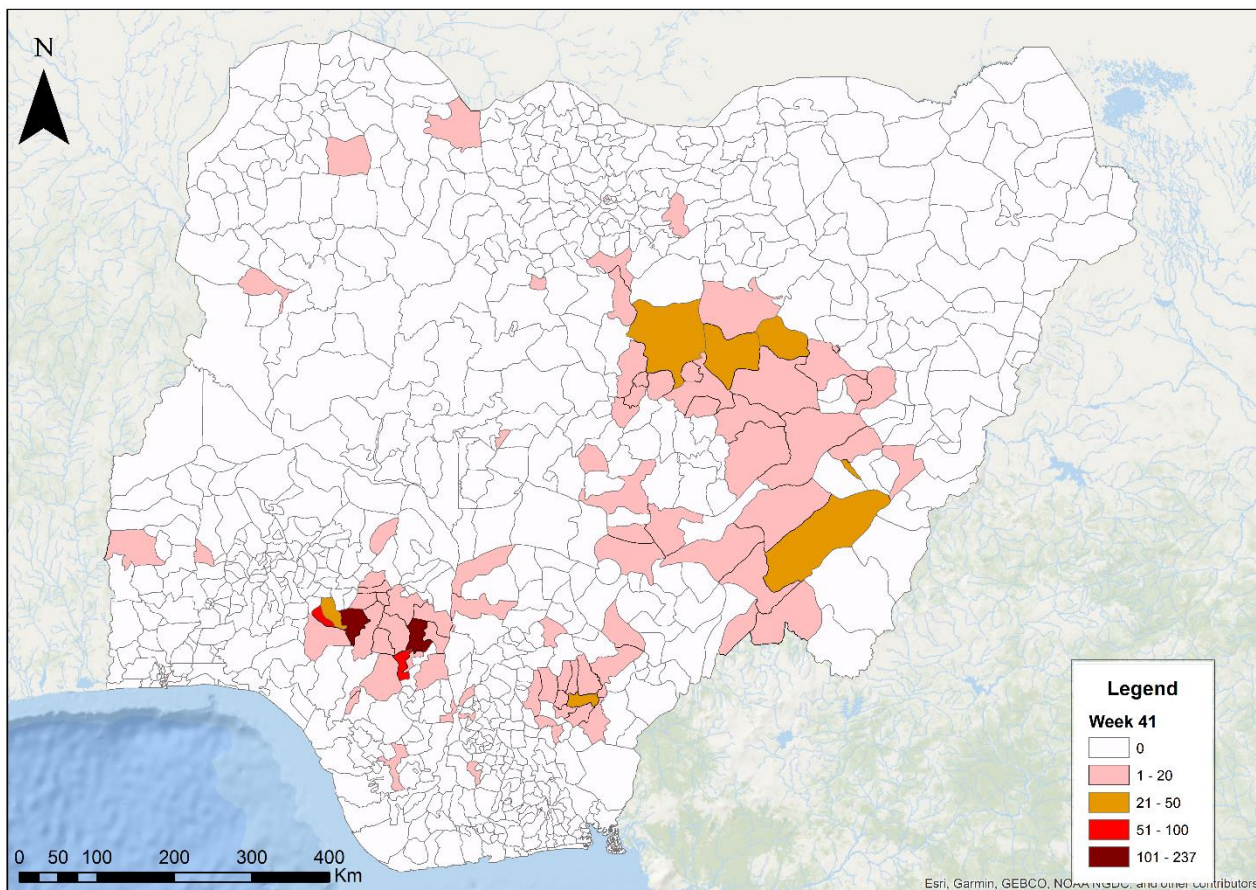 N
Legend
Week 41
0
1 - 20
21 - 50
51 - 100
101 - 237
0 50 100 200 300 400
Km
Esri, Garmin, GEBCO, NOAA NGDC, and other contributors